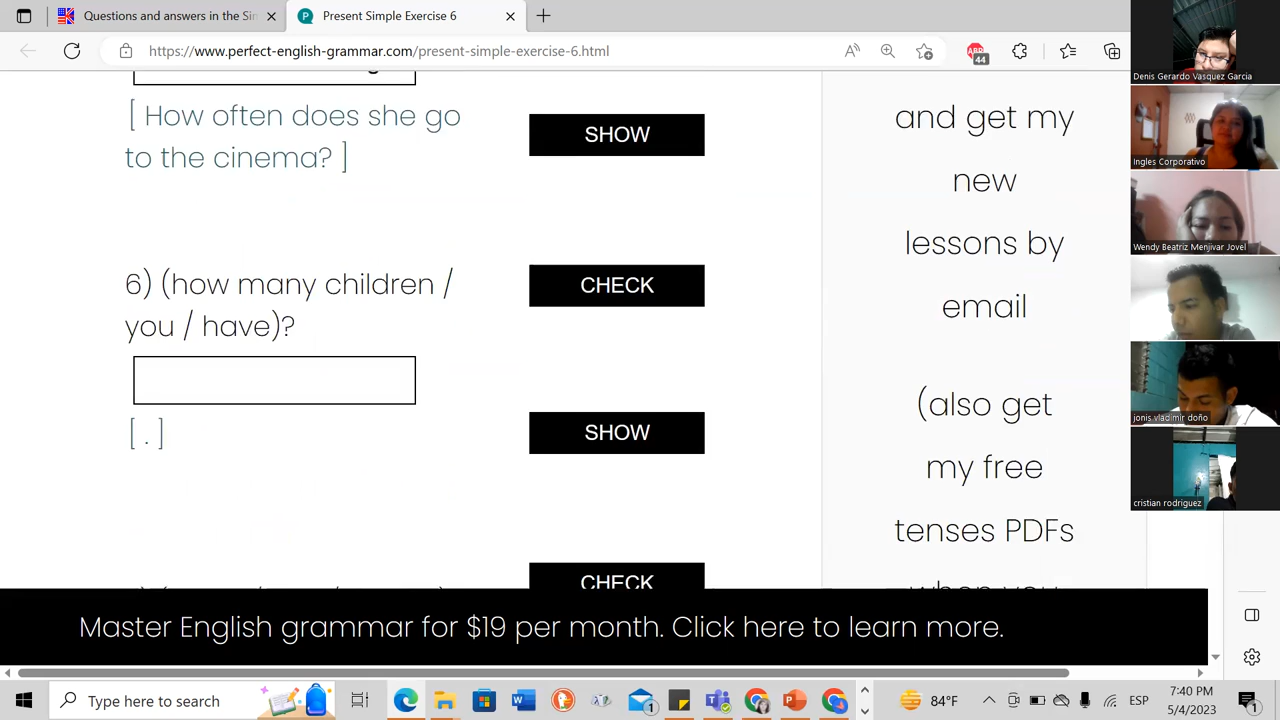 Questions and answers in the Sim
Present Simple Exercise 6
https://www.perfect-english-grammar.com/present-simple-exercise-6.html
44
[ How often does she go
to the cinema? ]
SHOW
6) (how many children /
you / have)?
CHECK
[ . ]
SHOW
CHECK
and get my
new
lessons by
email
(also get
my free
tenses PDFs
when you
Master English grammar for $19 per month. Click here to learn more.
Denis Gerardo Vasquez Garcia
Ingles Corporativo
Wendy Beatriz Menjivar Jovel
jonis vladimir doño
cristian rodriguez
Type here to search
84°F
ESP
7:40 PM
5/4/2023